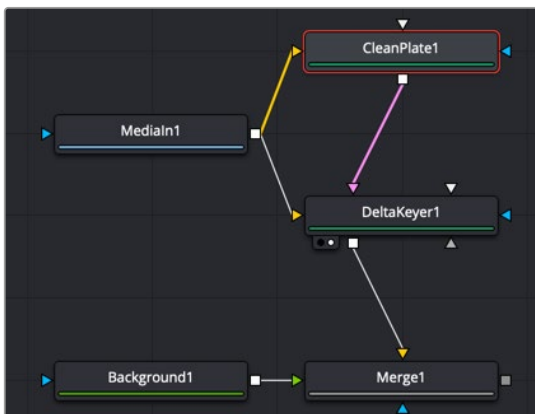 CleanPlate1
MediaIn1
DeltaKeyer1
Background1
Merge1